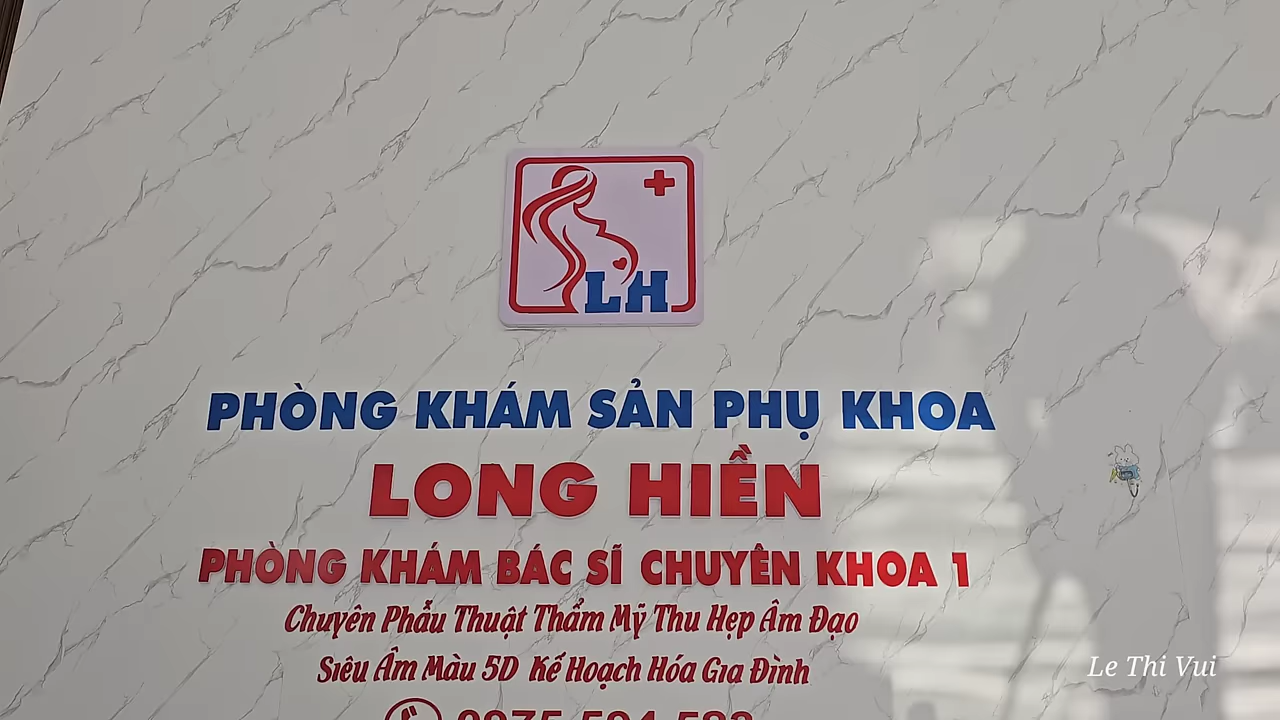 LH
PHÒNG KHÁM SẢN PHỤ KHOA
LONG HIỀN
PHÒNG KHÁM BÁC SĨ CHUYÊN KHOA 1
Chuyên Phẫu Thuật Thẩm Mỹ Thu Hẹp Âm Đạo
Siêu Âm Màu 5D Kế Hoạch Hóa Gia Đình
Le Thi Vui